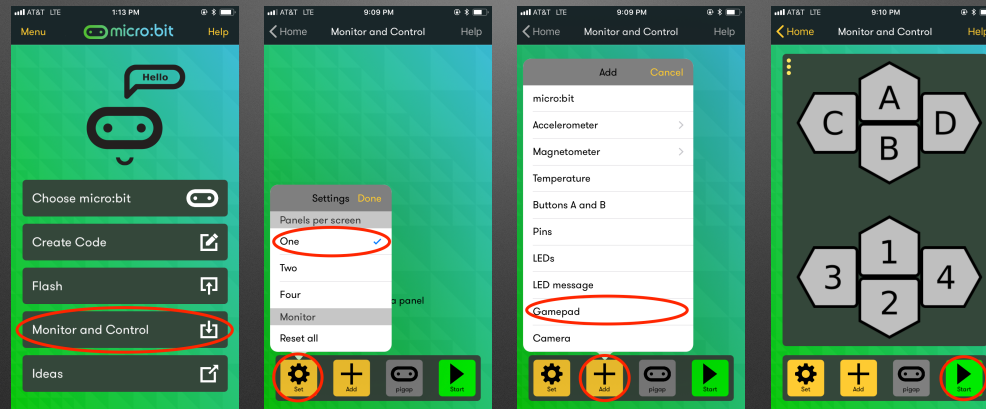 AT&T LTE 1:13 PM
Menu micro:bit Help
Hello
Choose micro:bit
Create Code
Flash
Monitor and Control
Ideas
AT&T LTE 9:09 PM
Home Monitor and Control Help
Settings Done
Panels per screen
One
Two
Four
a panel
Monitor
Reset all
Set Add pigap Start
AT&T LTE 9:09 PM
Home Monitor and Control Help
Add Cancel
micro:bit
Accelerometer
Magnetometer
Temperature
Buttons A and B
Pins
LEDs
LED message
Gamepad
Camera
Set Add pigap Start
AT&T LTE 9:10 PM
Home Monitor and Control Help
A
C D
B
1
3 4
2
Set Add pigap Start